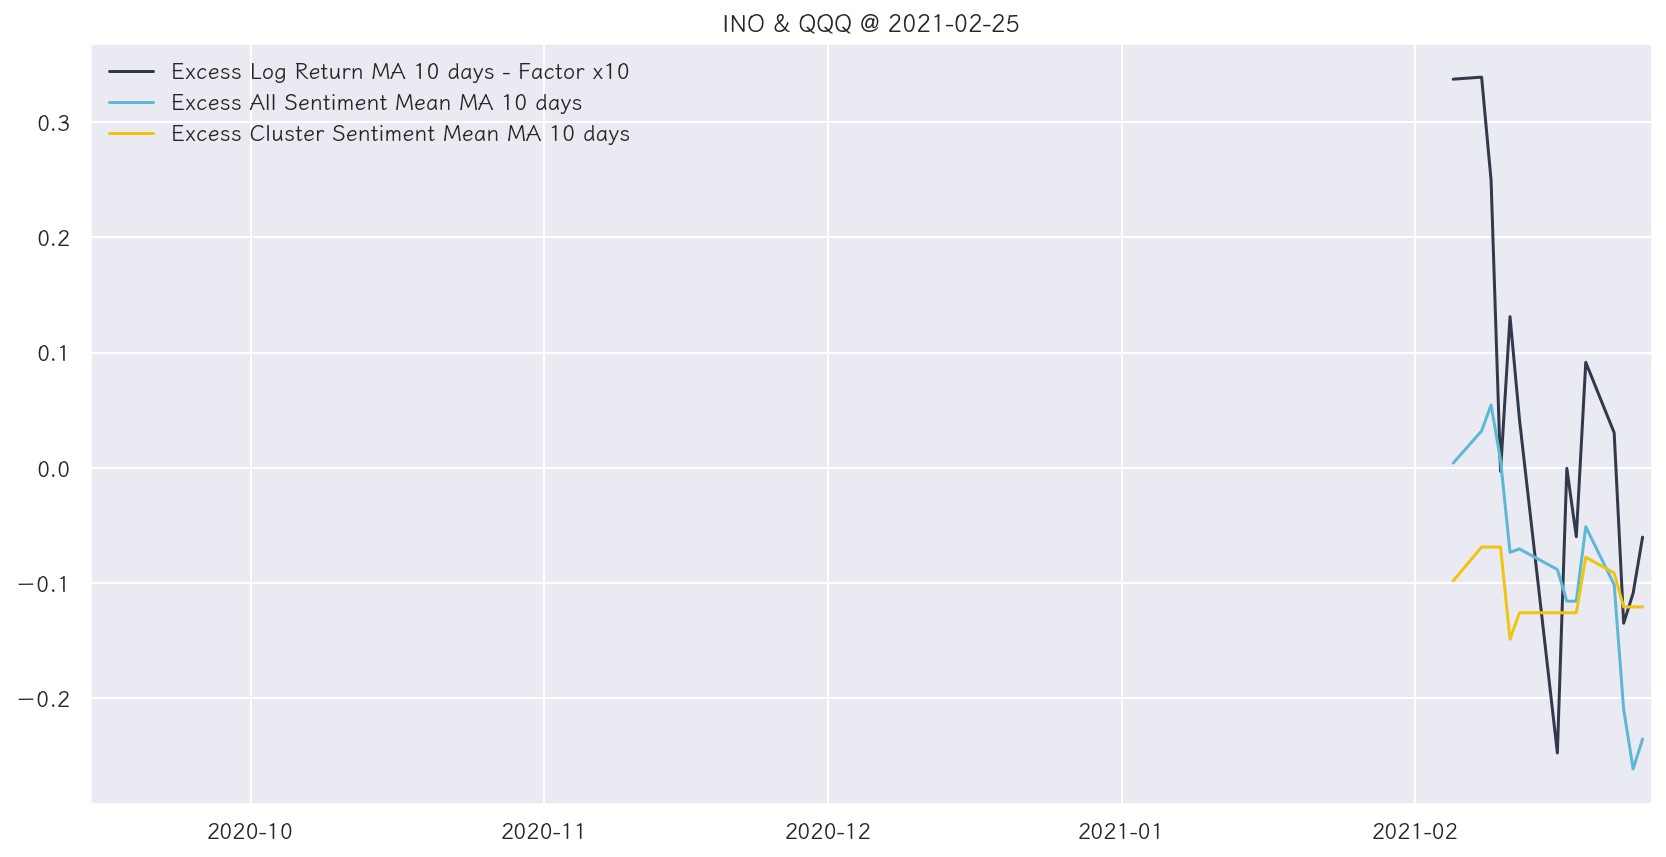 INO & QQQ @ 2021-02-25
Excess Log Return MA 10 days - Factor x10
Excess All Sentiment Mean MA 10 days
Excess Cluster Sentiment Mean MA 10 days
0.3
0.2
0.1
0.0
−0.1
−0.2
2020-10 2020-11 2020-12 2021-01 2021-02